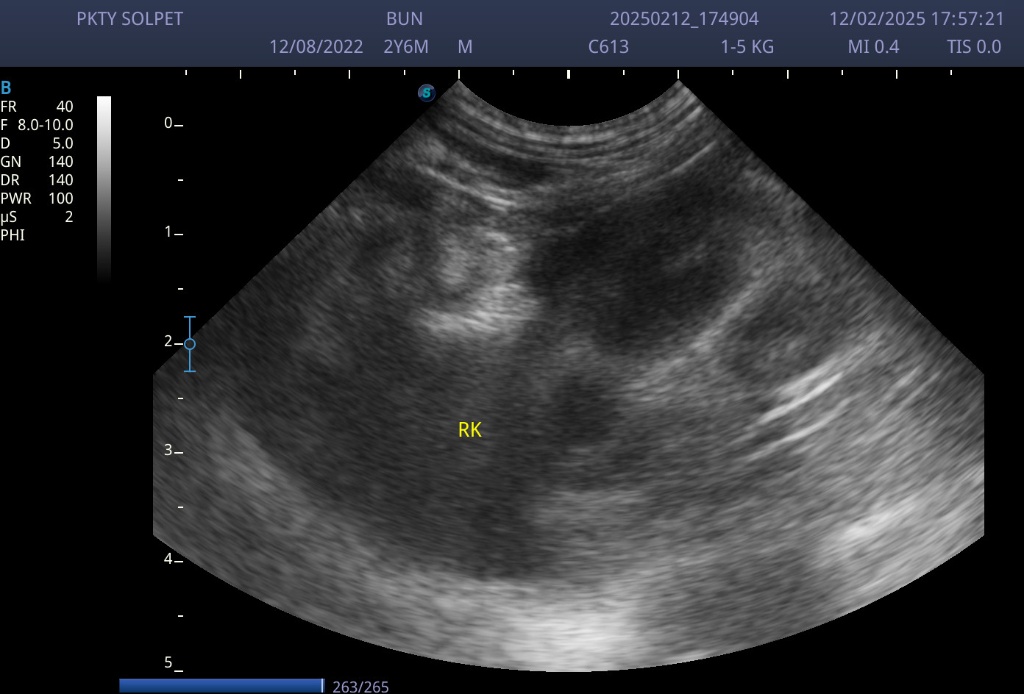 PKTY SOLPET BUN 20250212_174904 12/02/2025 17:57:21
12/08/2022 2Y6M M C613 1-5 KG MI 0.4 TIS 0.0
B
FR 40
F 8.0-10.0
D 5.0
GN 140
DR 140
PWR 100
µS 2
PHI
S
0
1
2
3
4
5
RK
263/265